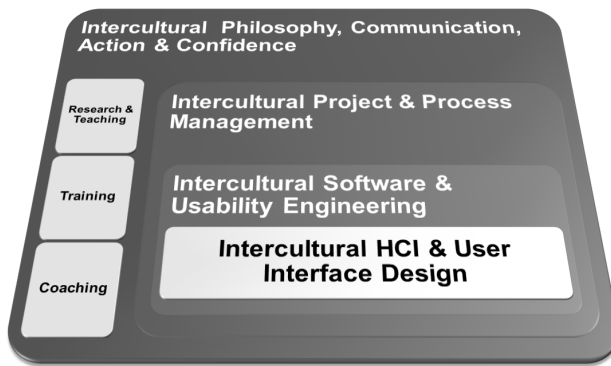 Intercultural Philosophy, Communication,
Action & Confidence
Research &
Teaching
Intercultural Project & Process
Management
Training
Intercultural Software &
Usability Engineering
Coaching
Intercultural HCI & User
Interface Design